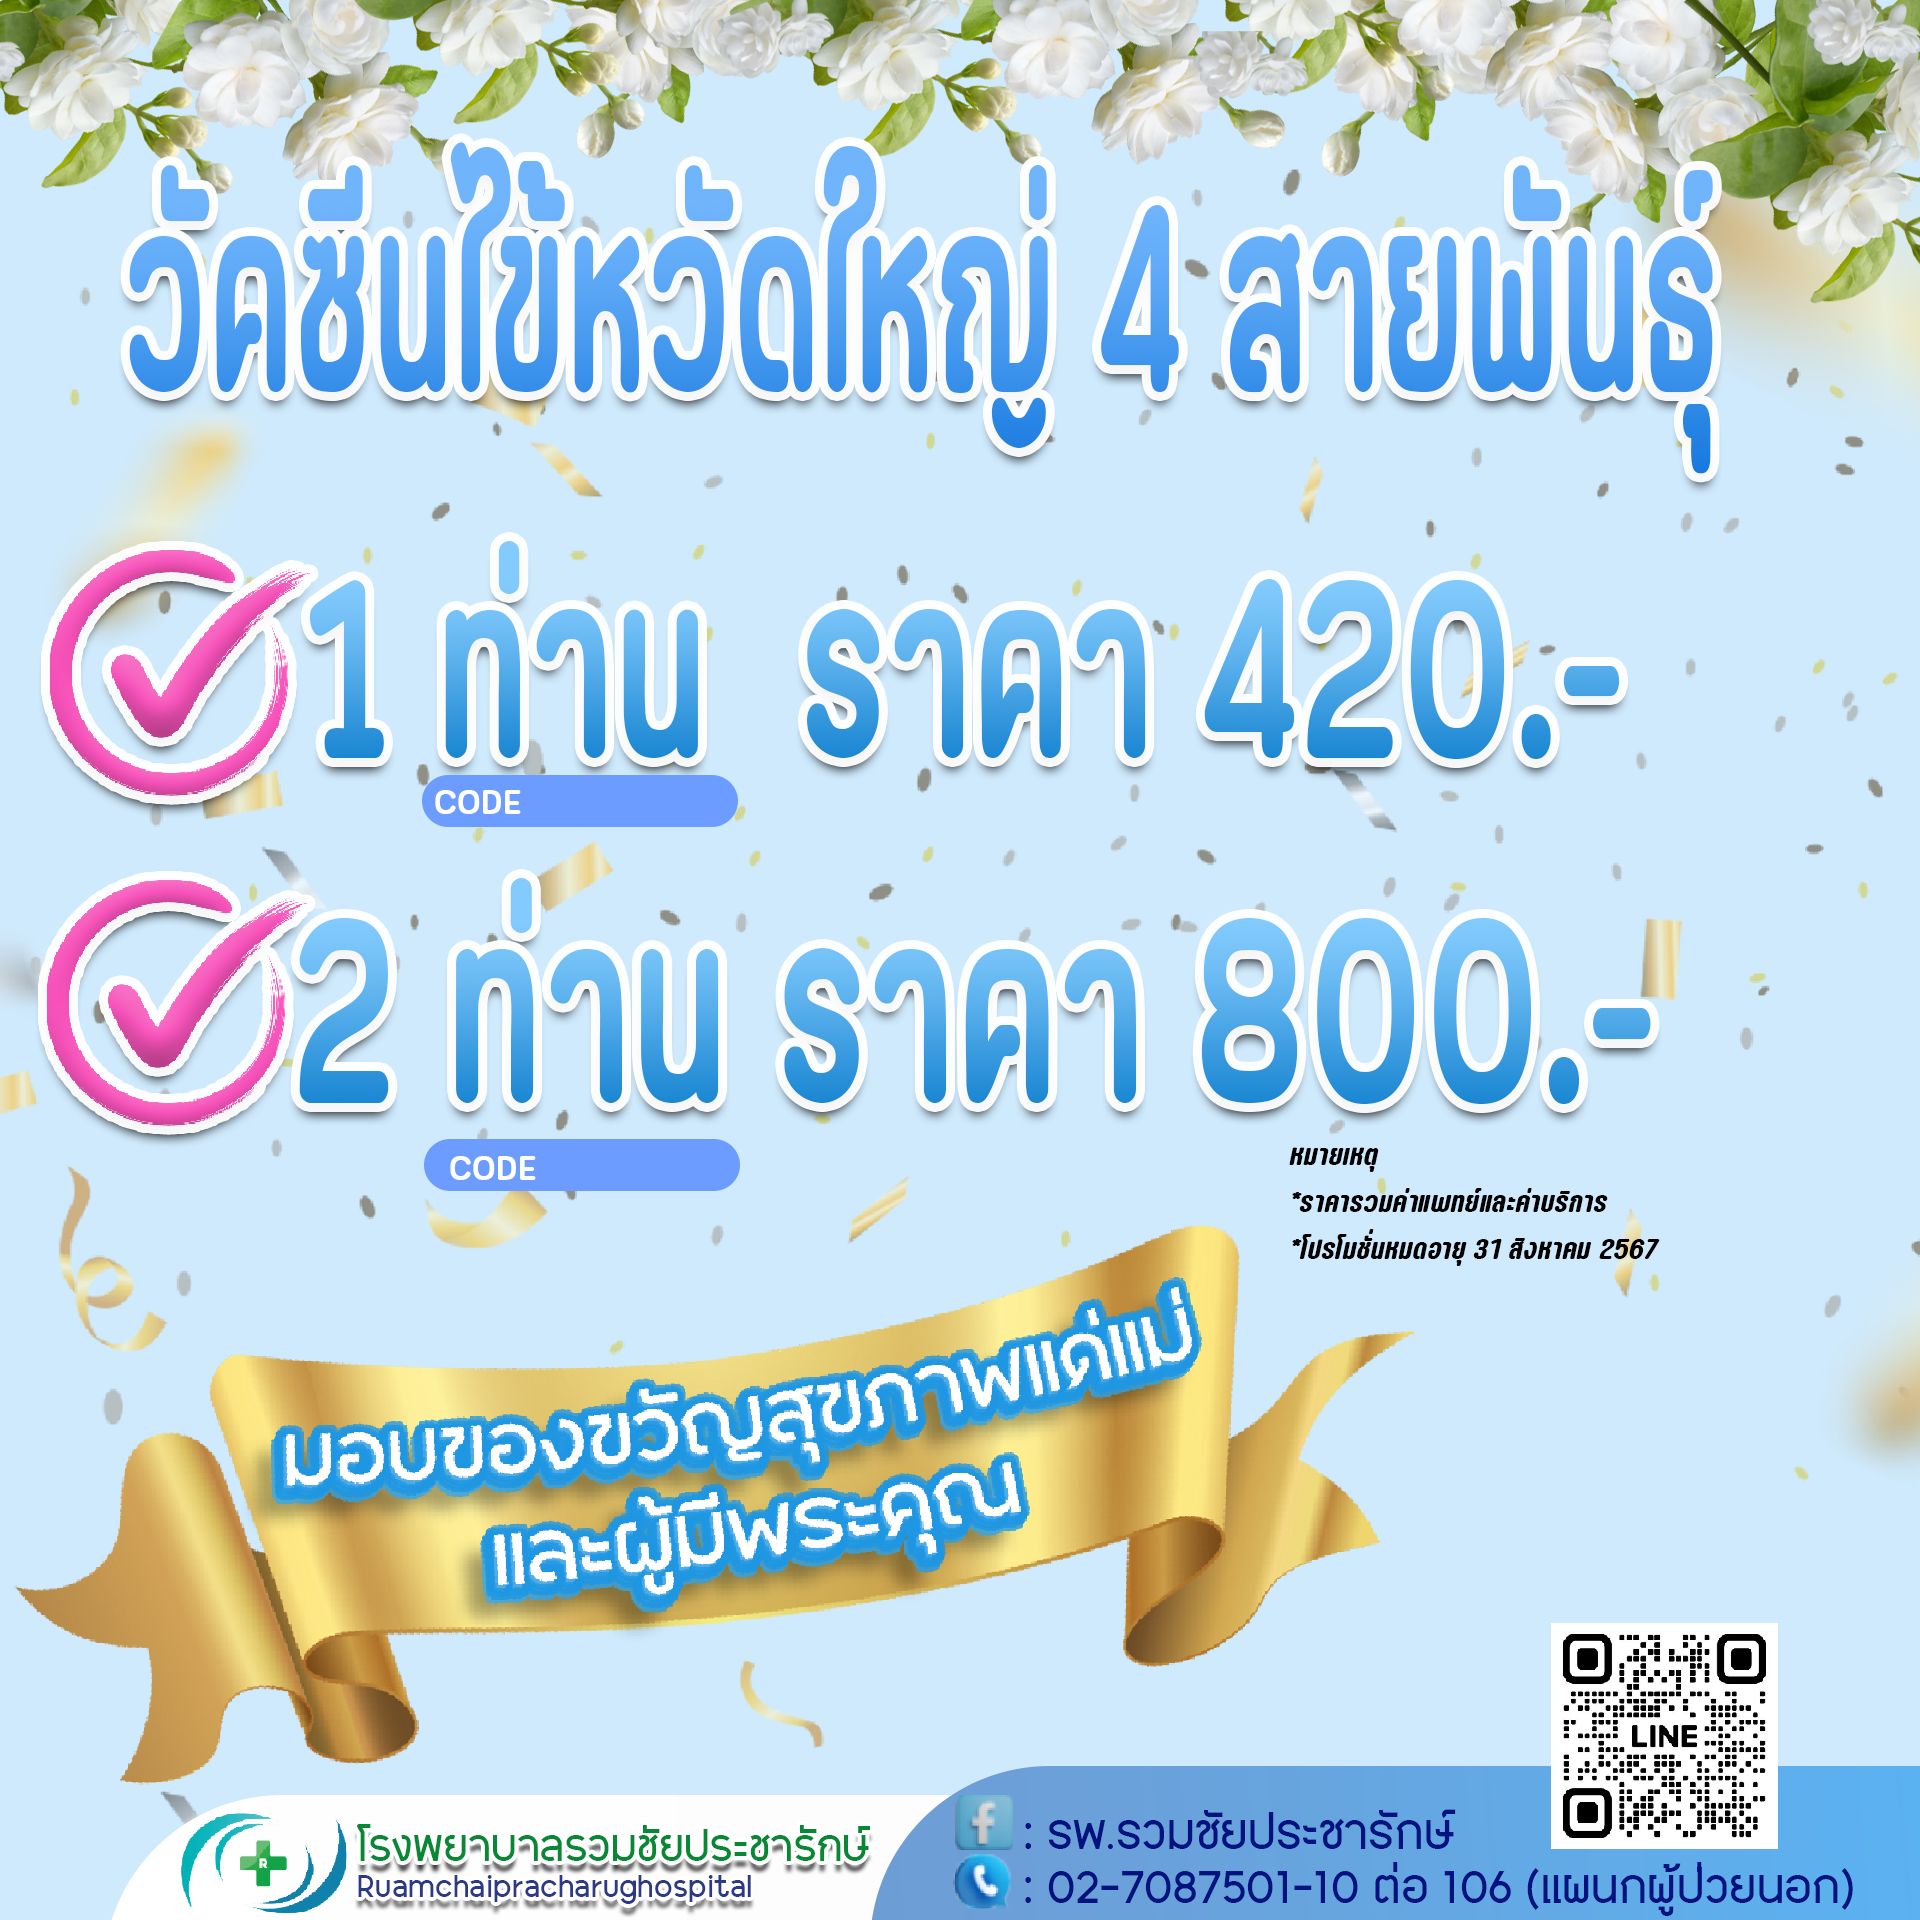 วัคซีนไข้หวัดใหญ่ 4 สายพันธุ์
1 ท่าน ราคา 420.-
CODE
2 ท่าน ราคา 800.-
CODE
หมายเหตุ
*ราคารวมค่าแพทย์และค่าบริการ
*โปรโมชั่นหมดอายุ 31 สิงหาคม 2567
มอบของขวัญสุขภาพแด่แม่
และผู้มีพระคุณ
LINE
R
โรงพยาบาลรวมชัยประชารักษ์
Ruamchaipracharughospital
f : รพ.รวมชัยประชารักษ์
: 02-7087501-10 ต่อ 106 (แผนกผู้ป่วยนอก)